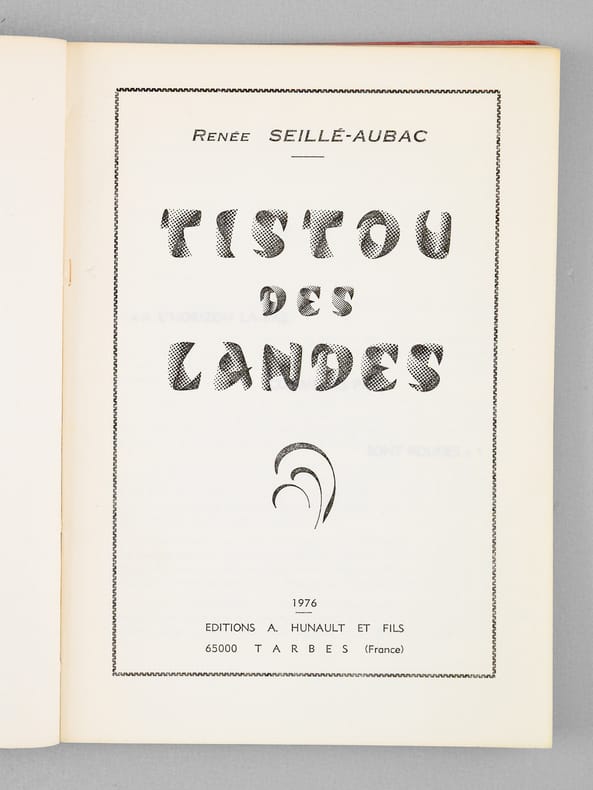 RENÉE SEILLÉ-AUBAC
TISTOU
DES
LANDES
1976
EDITIONS A. HUNAULT ET FILS
65000 TARBES (France)